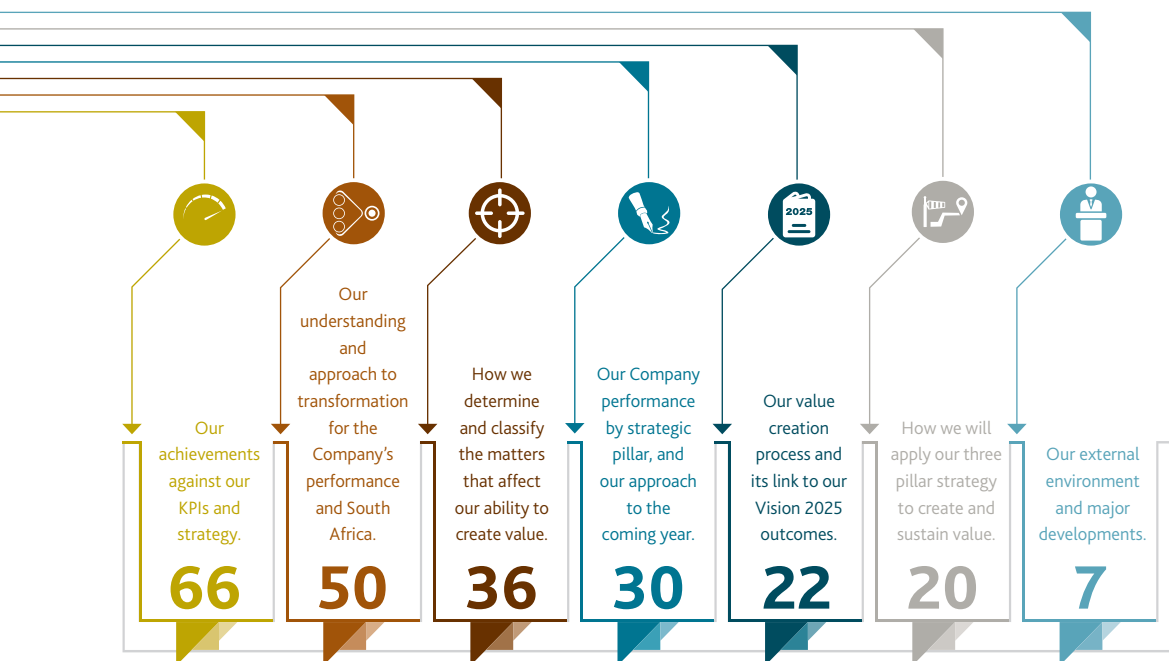 2025
Our
achievements
against our
KPIs and
strategy.
66
Our
understanding
and
approach to
transformation
for the
Company’s
performance
and South
Africa.
50
How we
determine
and classify
the matters
that affect
our ability to
create value.
36
Our Company
performance
by strategic
pillar, and
our approach
to the
coming year.
30
Our value
creation
process and
its link to our
Vision 2025
outcomes.
22
How we will
apply our three
pillar strategy
to create and
sustain value.
20
Our external
environment
and major
developments.
7